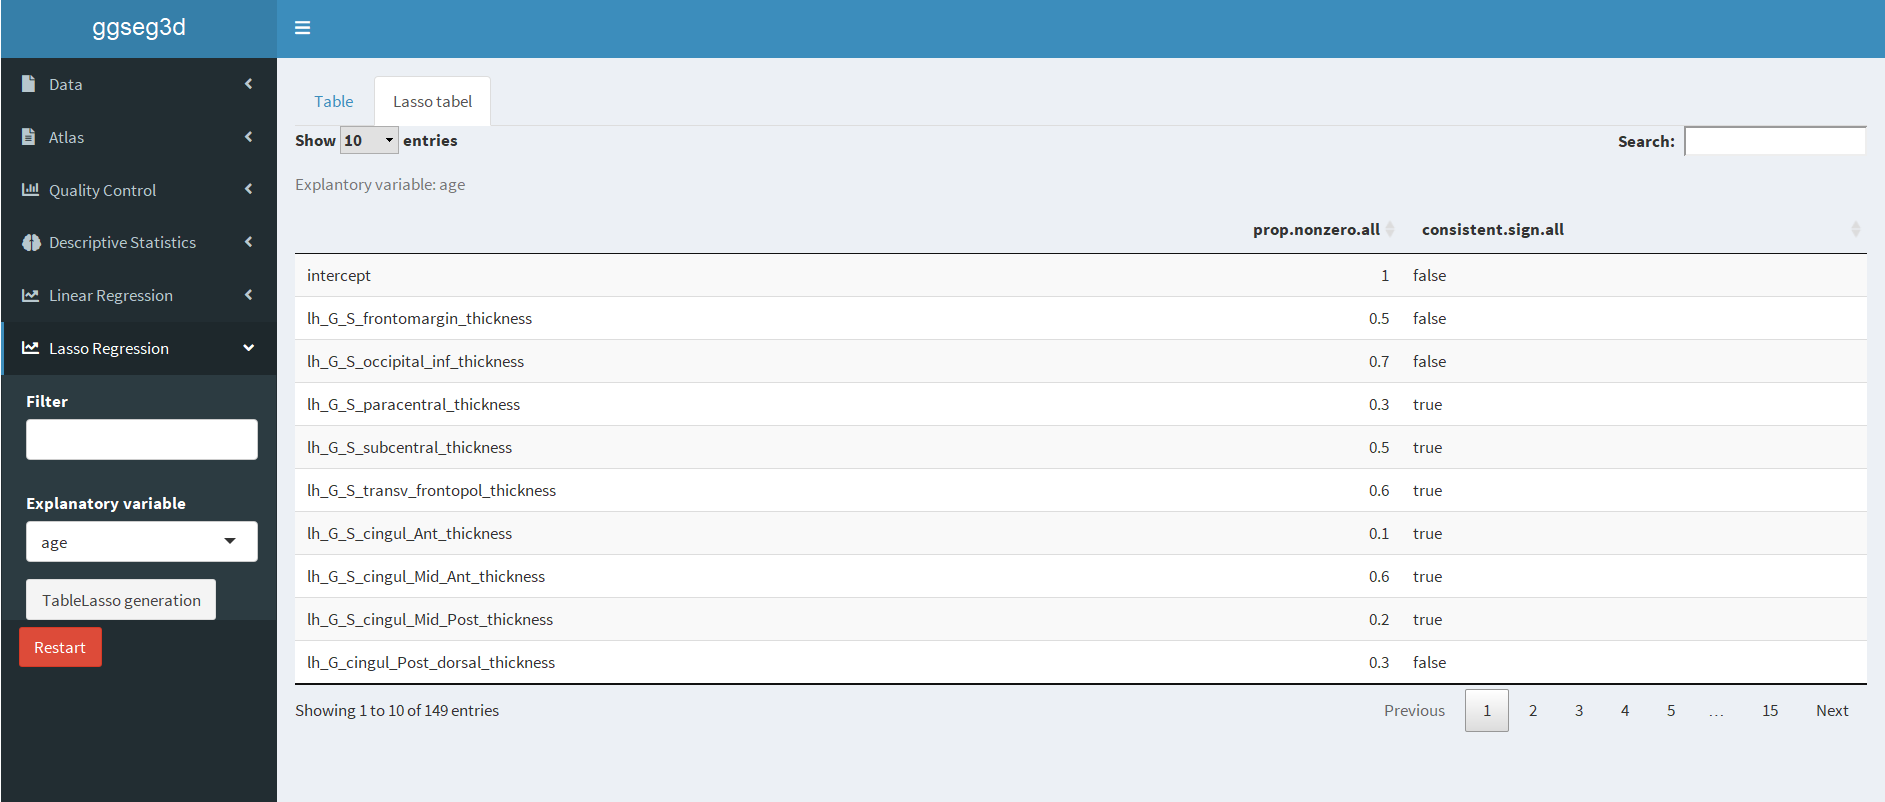 ggseg3d
Data
Atlas
Quality Control
Descriptive Statistics
Linear Regression
Lasso Regression
Filter
Explanatory variable
age
TableLasso generation
Restart
Table Lasso tabel
Show 10 entries Search:
Explantory variable: age
prop.nonzero.all consistent.sign.all
intercept 1 false
lh_G_S_frontomargin_thickness 0.5 false
lh_G_S_occipital_inf_thickness 0.7 false
lh_G_S_paracentral_thickness 0.3 true
lh_G_S_subcentral_thickness 0.5 true
lh_G_S_transv_frontopol_thickness 0.6 true
lh_G_S_cingul_Ant_thickness 0.1 true
lh_G_S_cingul_Mid_Ant_thickness 0.6 true
lh_G_S_cingul_Mid_Post_thickness 0.2 true
lh_G_cingul_Post_dorsal_thickness 0.3 false
Showing 1 to 10 of 149 entries Previous 1 2 3 4 5 … 15 Next